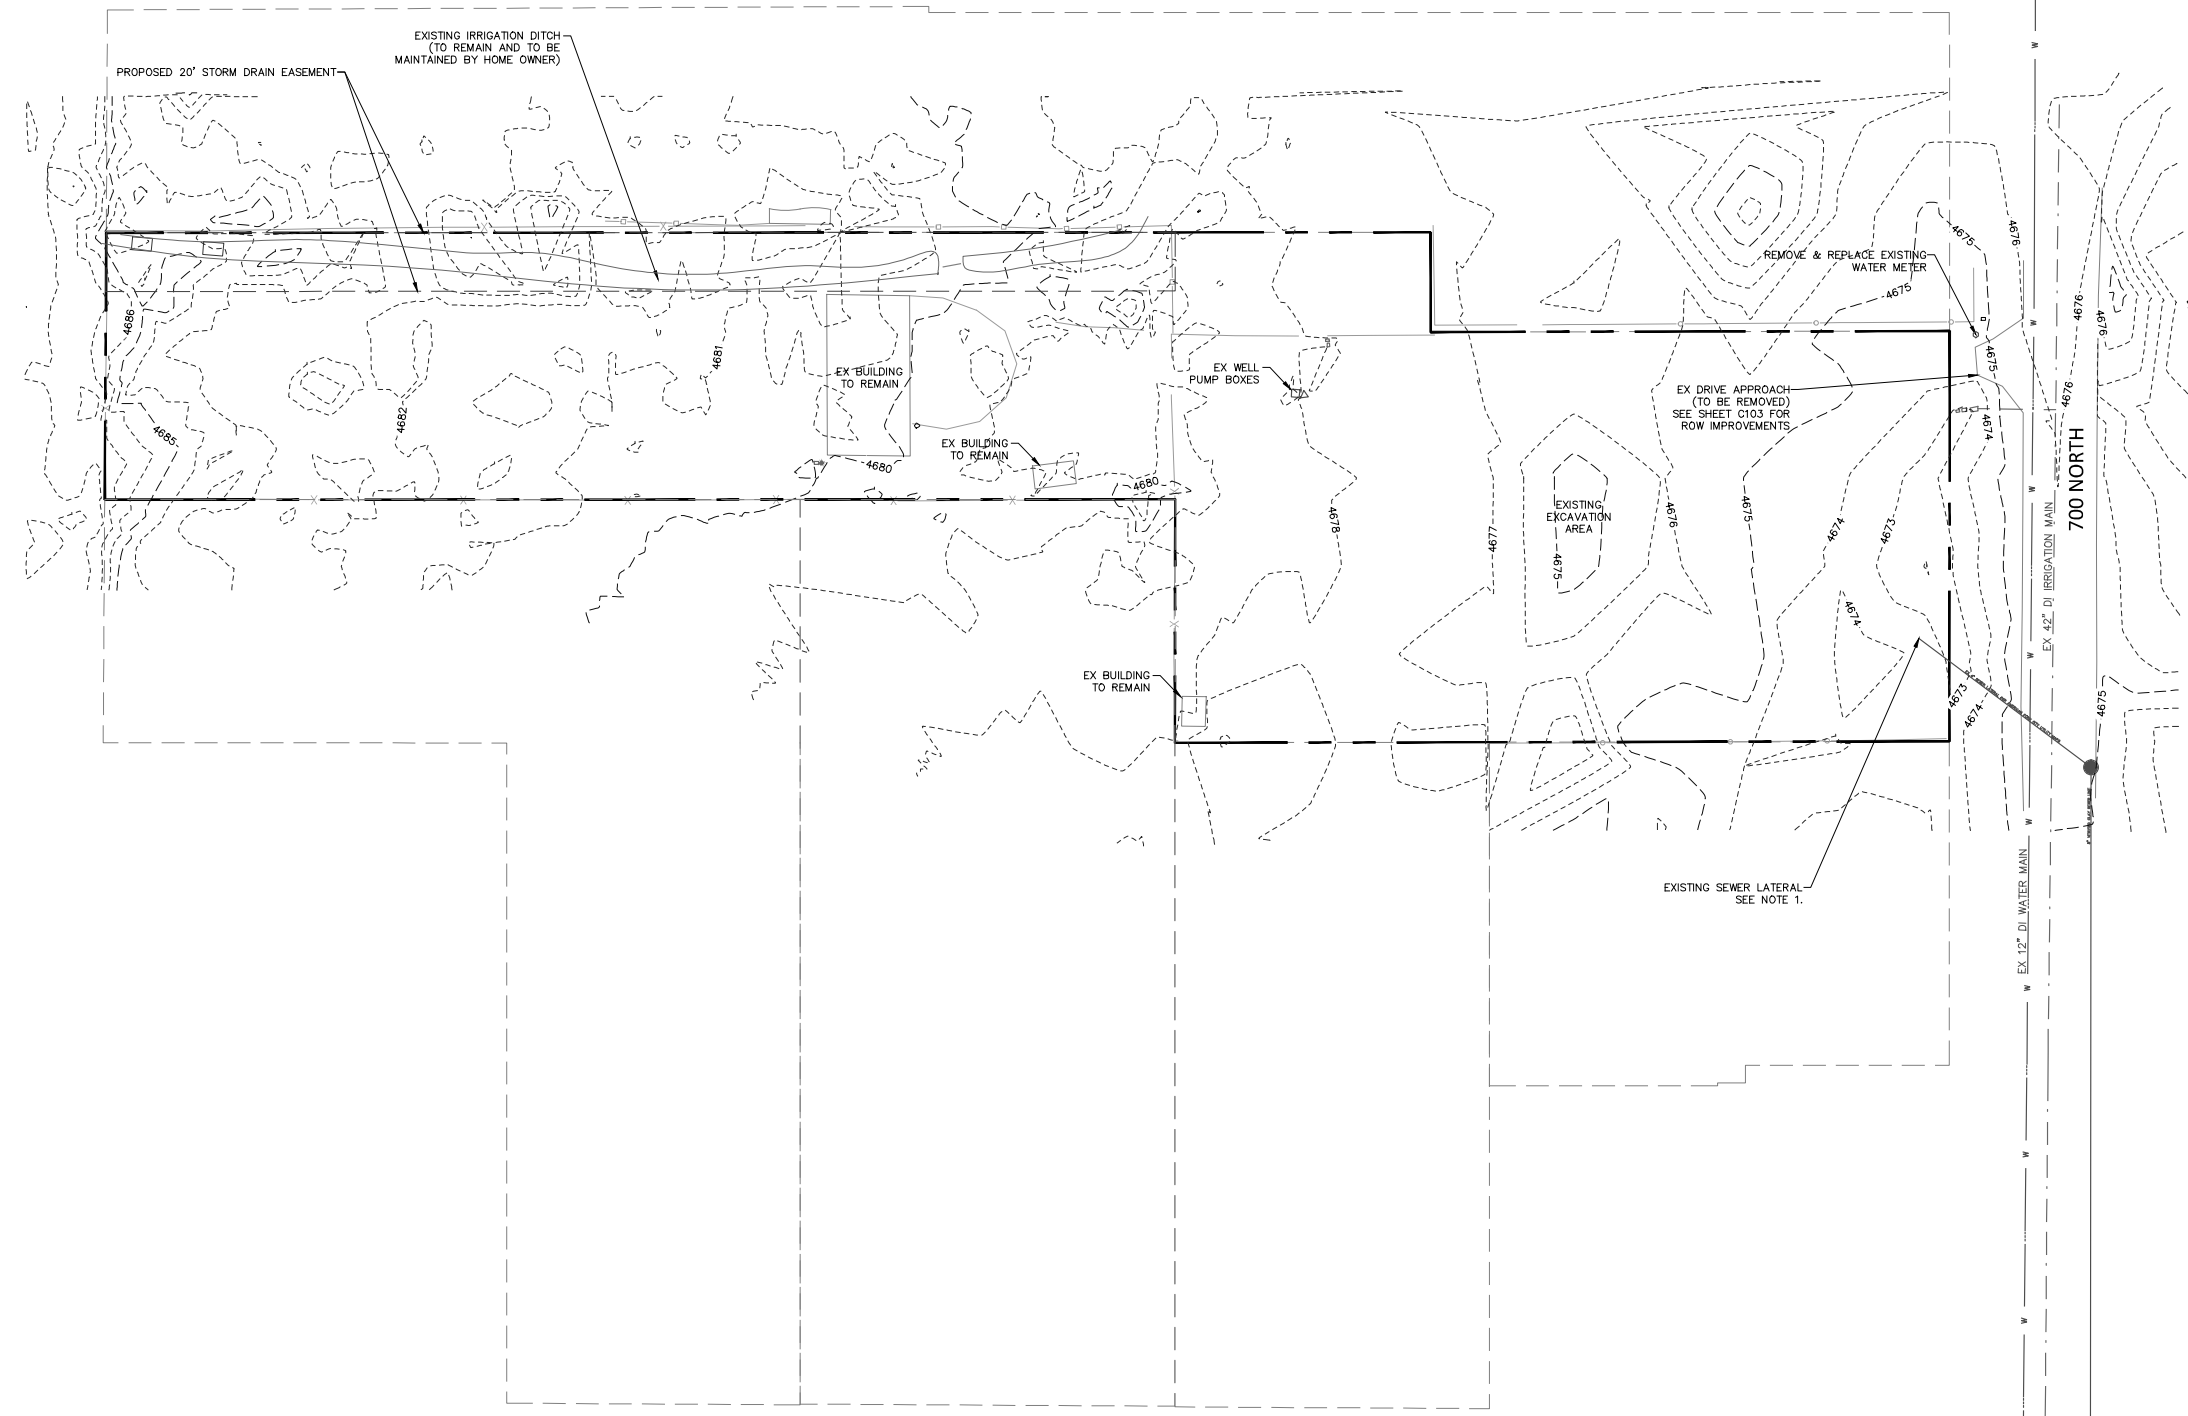 EXISTING IRRIGATION DITCH
(TO REMAIN AND TO BE
MAINTAINED BY HOME OWNER)
PROPOSED 20' STORM DRAIN EASEMENT
W
4676
4675
REMOVE & REPLACE EXISTING
WATER METER
4675
4676
4676
4686
4681
4675
4676
EX BUILDING
TO REMAIN
EX WELL
PUMP BOXES
EX DRIVE APPROACH
(TO BE REMOVED)
SEE SHEET C103 FOR
ROW IMPROVEMENTS
W
4682
4685
4674
700 NORTH
EX BUILDING
TO REMAIN
4680
4680
W
4678
4677
EXISTING
EXCAVATION
AREA
4675
4676
4675
4674
4673
EX 42" DI IRRIGATION MAIN
4674
W
EX BUILDING
TO REMAIN
4673
4674
4675
W
EXISTING SEWER LATERAL
SEE NOTE 1.
EX 12" DI WATER MAIN
W
W
W